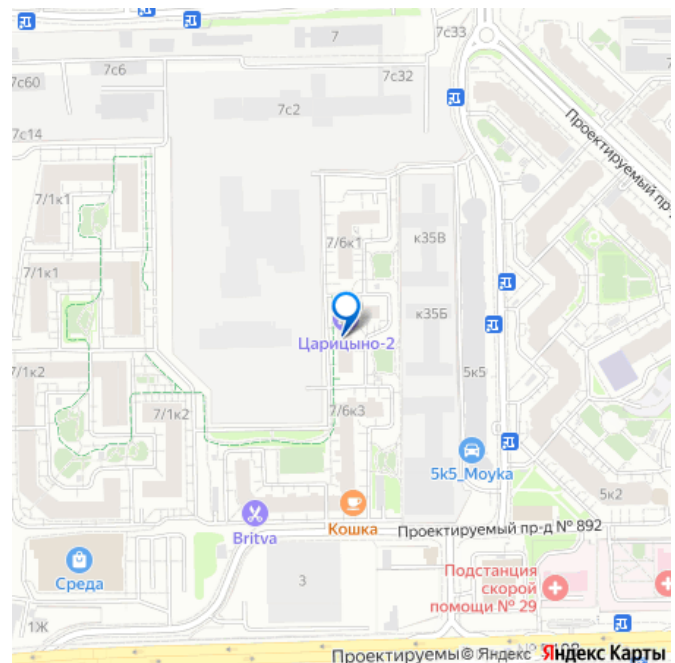 7
7с33
7с6
7с60
7с32
7с2
7с14
Проектируемый пр
7/1к1
7/6к1
к35В
7/1к1
к35Б
Царицыно-2
5к5
7/1к2
7/1к2
7/6к3
5k5_Moyka
5к2
Britva
Кошка
Проектируемый пр-д № 892
Среда
3
Подстанция
скорой
помощи № 29
1Ж
Проектируемы
© Яндекс Яндекс Карты